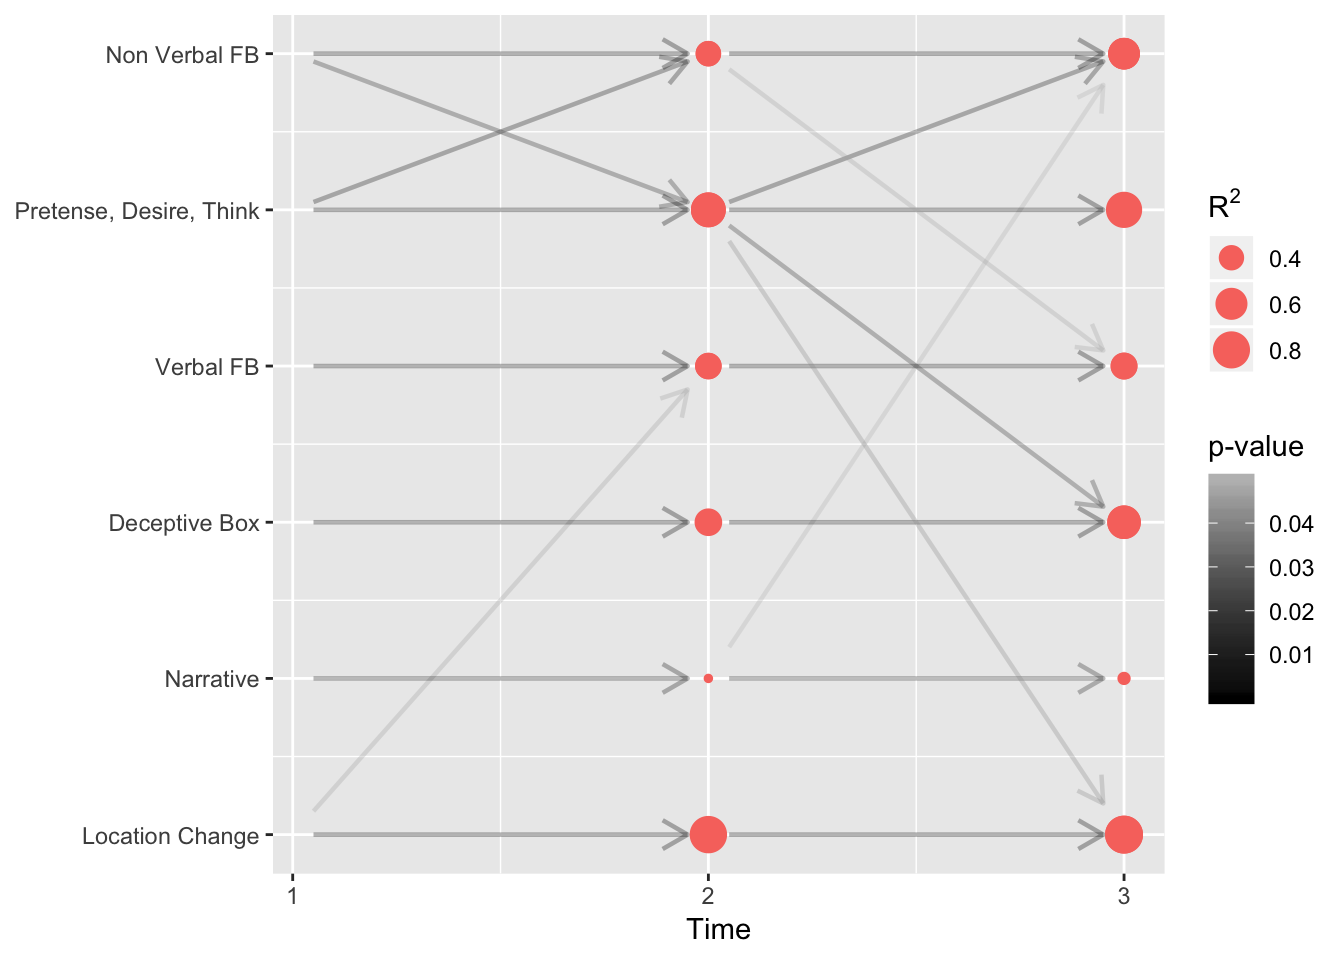 Non Verbal FB
Pretense, Desire, Think
Verbal FB
Deceptive Box
Narrative
Location Change
1
2
3
Time
R²
0.4
0.6
0.8
p-value
0.04
0.03
0.02
0.01